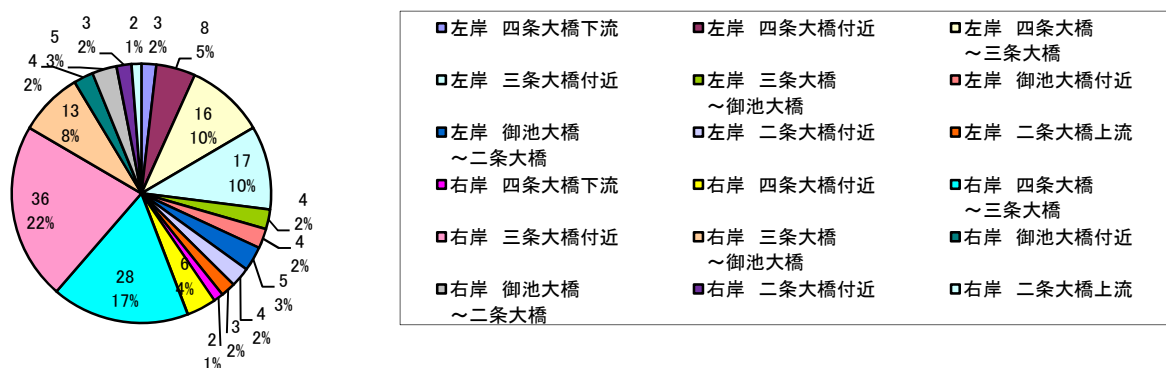 3
2%
8
5%
16
10%
17
10%
4
2%
4
2%
5
3%
4
2%
3
2%
2
1%
6
4%
28
17%
36
22%
13
8%
4
2%
5
3%
3
2%
2
1%
左岸 四条大橋下流
左岸 四条大橋付近
左岸 四条大橋
～三条大橋
左岸 三条大橋付近
左岸 三条大橋
～御池大橋
左岸 御池大橋付近
左岸 御池大橋
～二条大橋
左岸 二条大橋付近
左岸 二条大橋上流
右岸 四条大橋下流
右岸 四条大橋付近
右岸 四条大橋
～三条大橋
右岸 三条大橋付近
右岸 三条大橋
～御池大橋
右岸 御池大橋付近
右岸 御池大橋
～二条大橋
右岸 二条大橋付近
右岸 二条大橋上流